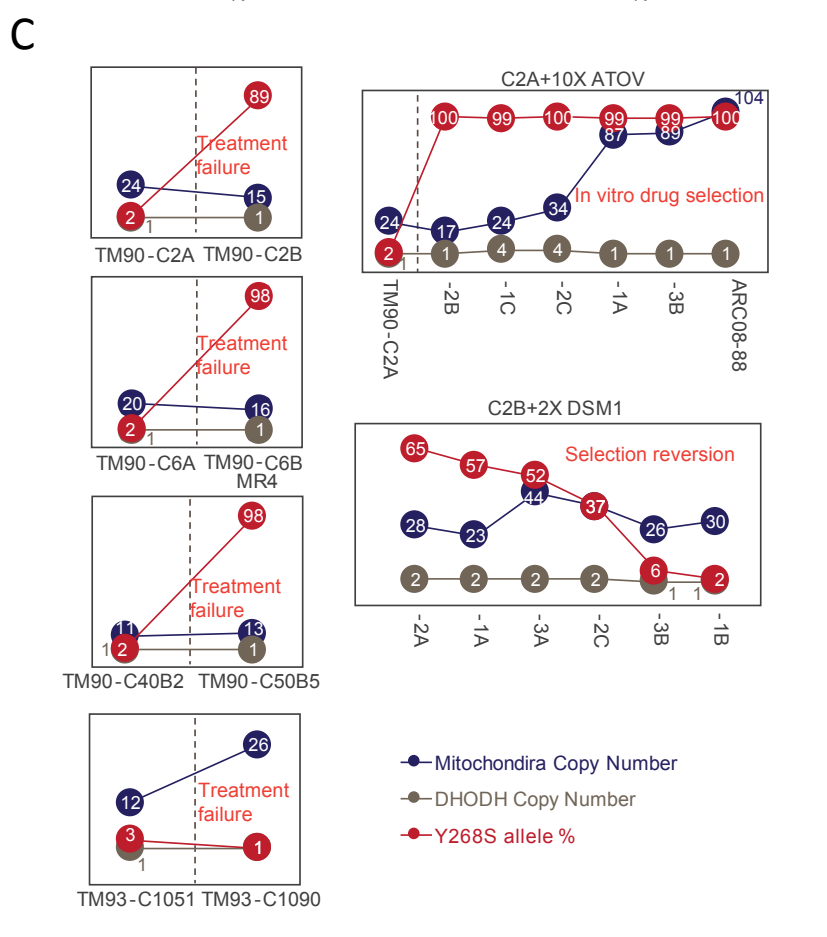 C
89
Treatment
failure
24
15
2
1
1
TM90-C2A TM90-C2B
98
Treatment
failure
20
16
2
1
1
TM90-C6A TM90-C6B
MR4
98
Treatment
failure
11
13
1
2
1
TM90-C40B2 TM90-C50B5
26
Treatment
failure
12
3
1
1
TM93-C1051 TM93-C1090
C2A+10X ATOV
104
100
99
100
99
99
100
87
89
In vitro drug selection
24
17
24
34
2
1
1
4
4
1
1
1
TM90-C2A
-2B
-1C
-2C
-1A
-3B
ARC08-88
C2B+2X DSM1
65
57
52
Selection reversion
44
37
28
23
26
30
6
2
2
2
2
2
1
1
-2A
-1A
-3A
-2C
-3B
-1B
Mitochondira Copy Number
DHODH Copy Number
Y268S allele %